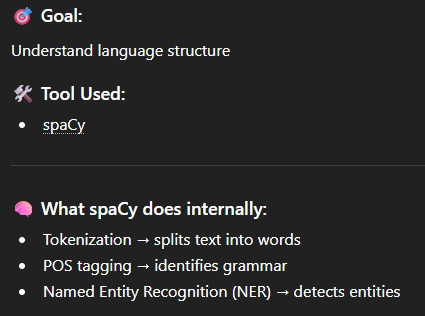 🎯 Goal:
Understand language structure
🛠️ Tool Used:
• spaCy
🧠 What spaCy does internally:
• Tokenization → splits text into words
• POS tagging → identifies grammar
• Named Entity Recognition (NER) → detects entities